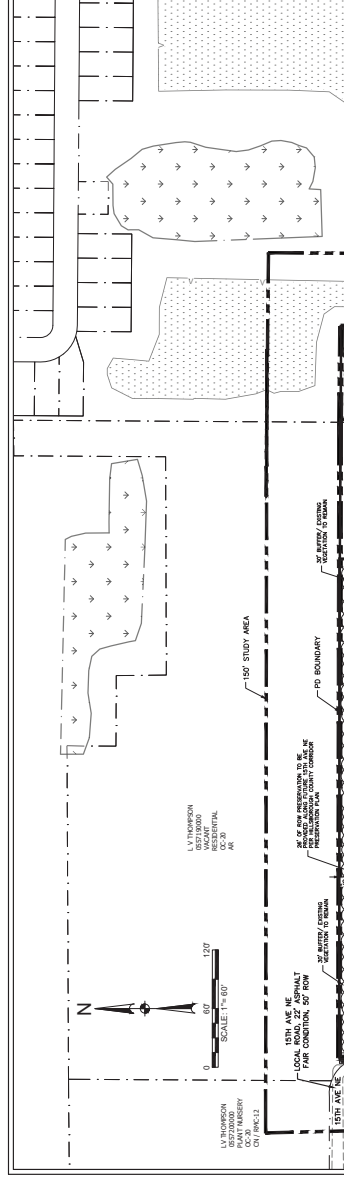 L V THOMPSON
0557190000
VACANT
RESIDENTIAL
OC-20
AR
N
0
60'
120'
SCALE: 1"= 60'
L V THOMPSON
0557200000
PLANT NURSERY
OC-20
CN / RMC-12
150' STUDY AREA
15TH AVE NE
LOCAL ROAD, 22' ASPHALT
FAIR CONDITION, 50' ROW
30' BUFFER/ EXISTING
VEGETATION TO REMAIN
OF ROW PRESERVATION TO BE
PROVIDED ALONG FUTURE 15TH AVE NE
PER HILLSBOROUGH COUNTY CORRIDOR
PRESERVATION PLAN
PD BOUNDARY
30' BUFFER/ EXISTING
VEGETATION TO REMAIN
15TH AVE NE